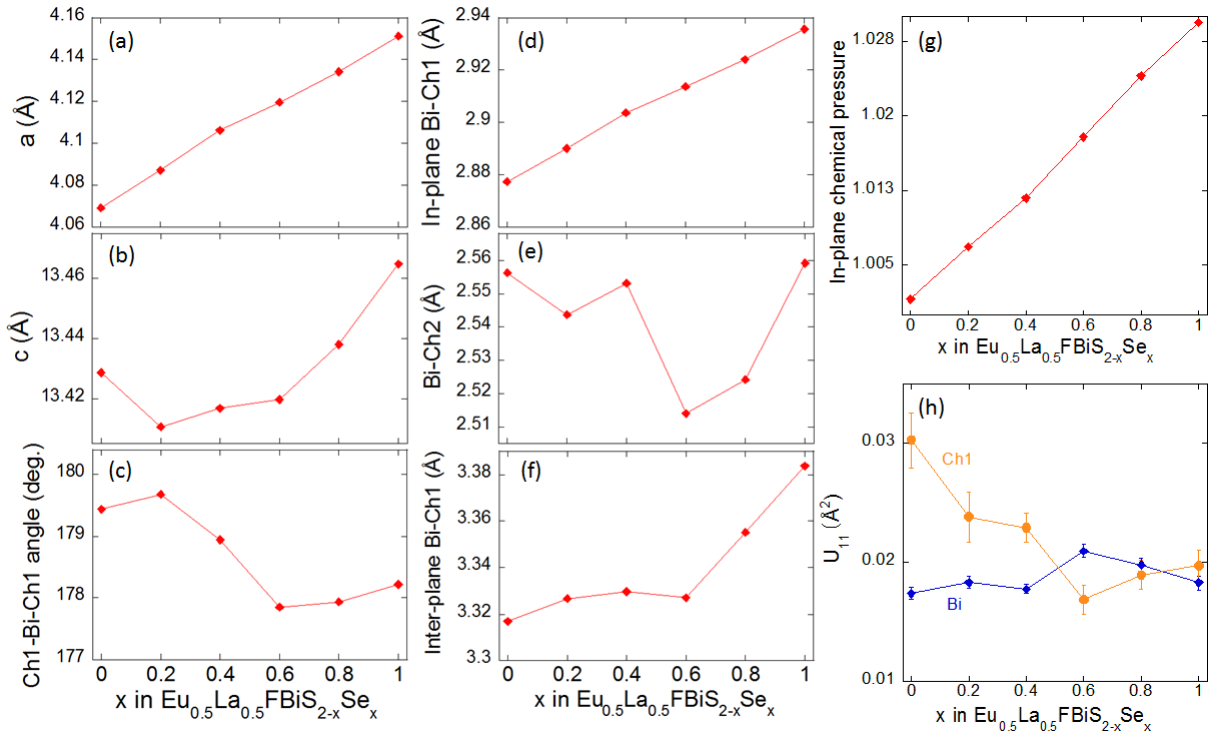 (a)
a (Å)
4.16
4.14
4.12
4.1
4.08
4.06
(b)
c (Å)
13.46
13.44
13.42
(c)
Ch1-Bi-Ch1 angle (deg.)
180
179
178
177
0 0.2 0.4 0.6 0.8 1
x in Eu0.5La0.5FBiS2-xSex
(d)
In-plane Bi-Ch1 (Å)
2.94
2.92
2.9
2.88
2.86
(e)
Bi-Ch2 (Å)
2.56
2.55
2.54
2.53
2.51
2.51
(f)
Inter-plane Bi-Ch1 (Å)
3.38
3.36
3.34
3.32
3.3
0 0.2 0.4 0.6 0.8 1
x in Eu0.5La0.5FBiS2-xSex
(g)
In-plane chemical pressure
1.028
1.02
1.013
1.005
0 0.2 0.4 0.6 0.8 1
x in Eu0.5La0.5FBiS2-xSex
(h)
U11 (Å2)
0.03
0.02
0.01
Ch1
Bi
0 0.2 0.4 0.6 0.8 1
x in Eu0.5La0.5FBiS2-xSex